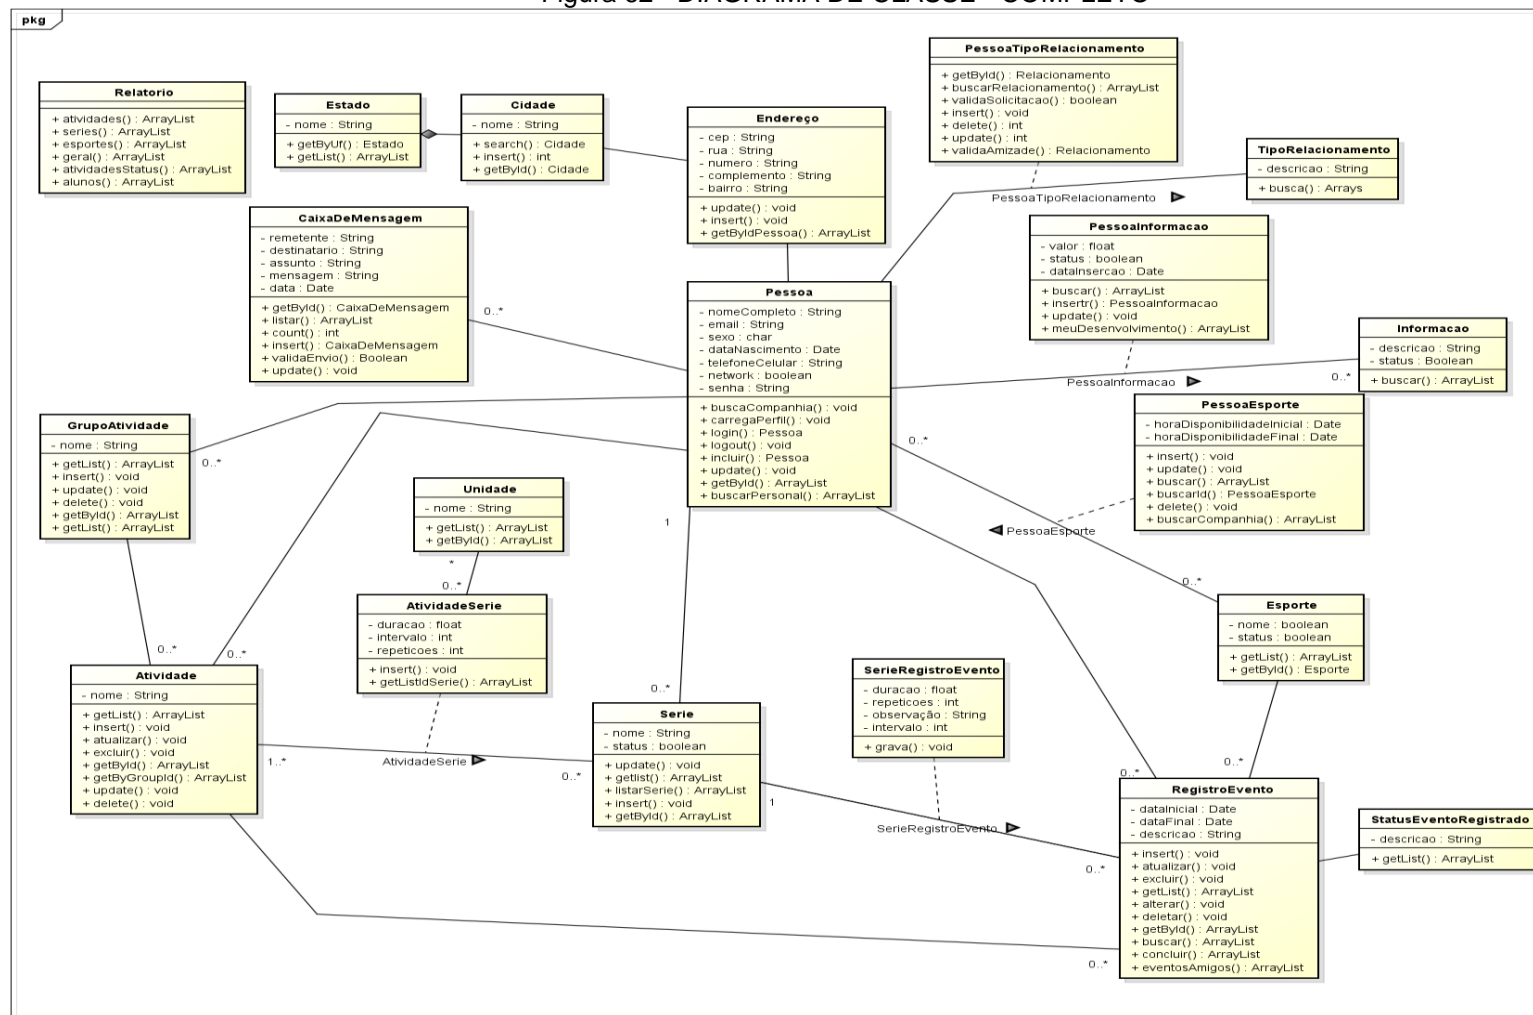 pkg
Relatorio
+ atividades() : ArrayList
+ series() : ArrayList
+ esportes() : ArrayList
+ geral() : ArrayList
+ atividadesStatus() : ArrayList
+ alunos() : ArrayList
Estado
- nome : String
+ getByUf() : Estado
+ getList() : ArrayList
Cidade
- nome : String
+ search() : Cidade
+ insert() : int
+ getById() : Cidade
Endereço
- cep : String
- rua : String
- numero : String
- complemento : String
- bairro : String
+ update() : void
+ insert() : void
+ getByIdPessoa() : ArrayList
PessoaTipoRelacionamento
+ getById() : Relacionamento
+ buscarRelacionamento() : ArrayList
+ validaSolicitacao() : boolean
+ insert() : void
+ delete() : int
+ update() : int
+ validaAmizade() : Relacionamento
TipoRelacionamento
- descricao : String
+ busca() : Arrays
PessoaTipoRelacionamento
CaixaDeMensagem
- remetente : String
- destinatario : String
- assunto : String
- mensagem : String
- data : Date
+ getById() : CaixaDeMensagem
+ listar() : ArrayList
+ count() : int
+ insert() : CaixaDeMensagem
+ validaEnvio() : Boolean
+ update() : void
0..*
Pessoa
- nomeCompleto : String
- email : String
- sexo : char
- dataNascimento : Date
- telefoneCelular : String
- network : boolean
- senha : String
+ buscaCompanhia() : void
+ carregaPerfil() : void
+ login() : Pessoa
+ logout() : void
+ incluir() : Pessoa
+ update() : void
+ getById() : ArrayList
+ buscarPersonal() : ArrayList
PessoaInformacao
- valor : float
- status : boolean
- dataInsercao : Date
+ buscar() : ArrayList
+ insertr() : PessoaInformacao
+ update() : void
+ meuDesenvolvimento() : ArrayList
PessoaInformacao
0..*
Informacao
- descricao : String
- status : Boolean
+ buscar() : ArrayList
PessoaEsporte
- horaDisponibilidadeInicial : Date
- horaDisponibilidadeFinal : Date
+ insert() : void
+ update() : void
+ buscar() : ArrayList
+ buscarId() : PessoaEsporte
+ delete() : void
+ buscarCompanhia() : ArrayList
0..*
PessoaEsporte
0..*
GrupoAtividade
- nome : String
+ getList() : ArrayList
+ insert() : void
+ update() : void
+ delete() : void
+ getById() : ArrayList
+ getList() : ArrayList
0..*
Unidade
- nome : String
+ getList() : ArrayList
+ getById() : ArrayList
*
0..*
1
AtividadeSerie
- duracao : float
- intervalo : int
- repeticoes : int
+ insert() : void
+ getListIdSerie() : ArrayList
Esporte
- nome : boolean
- status : boolean
+ getList() : ArrayList
+ getById() : Esporte
0..*
0..*
Atividade
- nome : String
+ getList() : ArrayList
+ insert() : void
+ atualizar() : void
+ excluir() : void
+ getById() : ArrayList
+ getByGroupId() : ArrayList
+ update() : void
+ delete() : void
1..*
AtividadeSerie
0..*
0..*
Serie
- nome : String
- status : boolean
+ update() : void
+ getlist() : ArrayList
+ listarSerie() : ArrayList
+ insert() : void
+ getById() : ArrayList
1
SerieRegistroEvento
- duracao : float
- repeticoes : int
- observação : String
- intervalo : int
+ grava() : void
SerieRegistroEvento
0..*
0..*
0..*
0..*
RegistroEvento
- dataInicial : Date
- dataFinal : Date
- descricao : String
+ insert() : void
+ atualizar() : void
+ excluir() : void
+ getList() : ArrayList
+ alterar() : void
+ deletar() : void
+ getById() : ArrayList
+ buscar() : ArrayList
+ concluir() : ArrayList
+ eventosAmigos() : ArrayList
StatusEventoRegistrado
- descricao : String
+ getList() : ArrayList